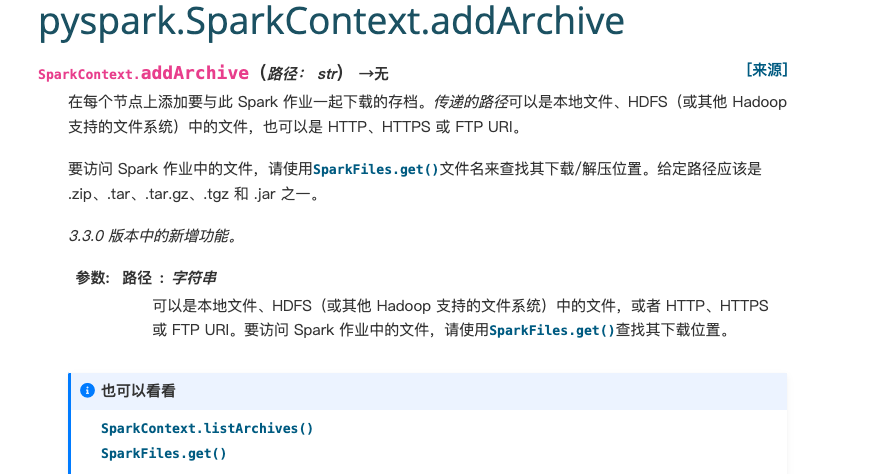 pyspark.SparkContext.addArchive
SparkContext.addArchive（路径： str） →无 [来源]
在每个节点上添加要与此 Spark 作业一起下载的存档。传递的路径可以是本地文件、HDFS（或其他 Hadoop
支持的文件系统）中的文件，也可以是 HTTP、HTTPS 或 FTP URI。
要访问 Spark 作业中的文件，请使用SparkFiles.get()文件名来查找其下载/解压位置。给定路径应该是
.zip、.tar、.tar.gz、.tgz 和 .jar 之一。
3.3.0 版本中的新增功能。
参数: 路径 ：字符串
可以是本地文件、HDFS（或其他 Hadoop 支持的文件系统）中的文件，或者 HTTP、HTTPS
或 FTP URI。要访问 Spark 作业中的文件，请使用SparkFiles.get()查找其下载位置。
也可以看看
SparkContext.listArchives()
SparkFiles.get()